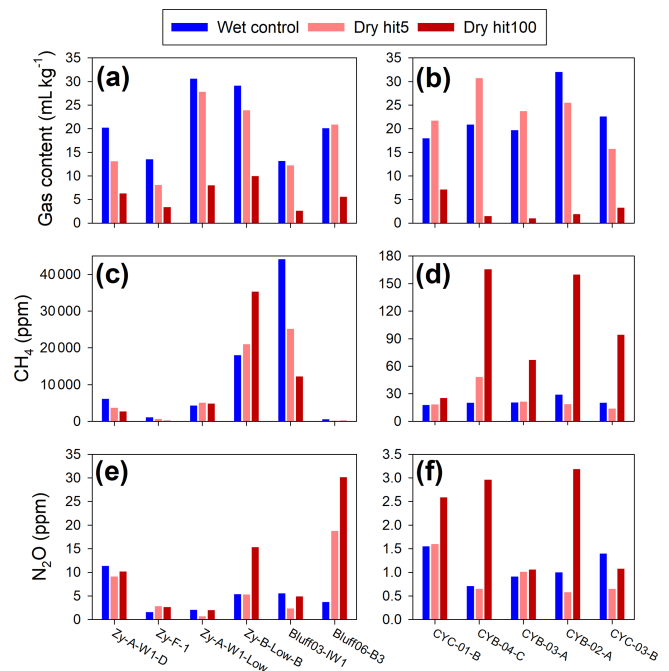 Wet control Dry hit5 Dry hit100
(a) (b)
Gas content (mL kg⁻¹)
35 30 25 20 15 10 5 0
35 30 25 20 15 10 5 0
(c) (d)
CH₄ (ppm)
40 000 30 000 20 000 10 000 0
180 150 120 90 60 30 0
(e) (f)
N₂O (ppm)
35 30 25 20 15 10 5 0
3.5 3.0 2.5 2.0 1.5 1.0 0.5 0.0
Zy-A-W1-D Zy-F-1 Zy-A-W1-Low Zy-B-Low-B Bluff03-IW1 Bluff06-B3
CYC-01-B CYB-04-C CYB-03-A CYB-02-A CYC-03-B